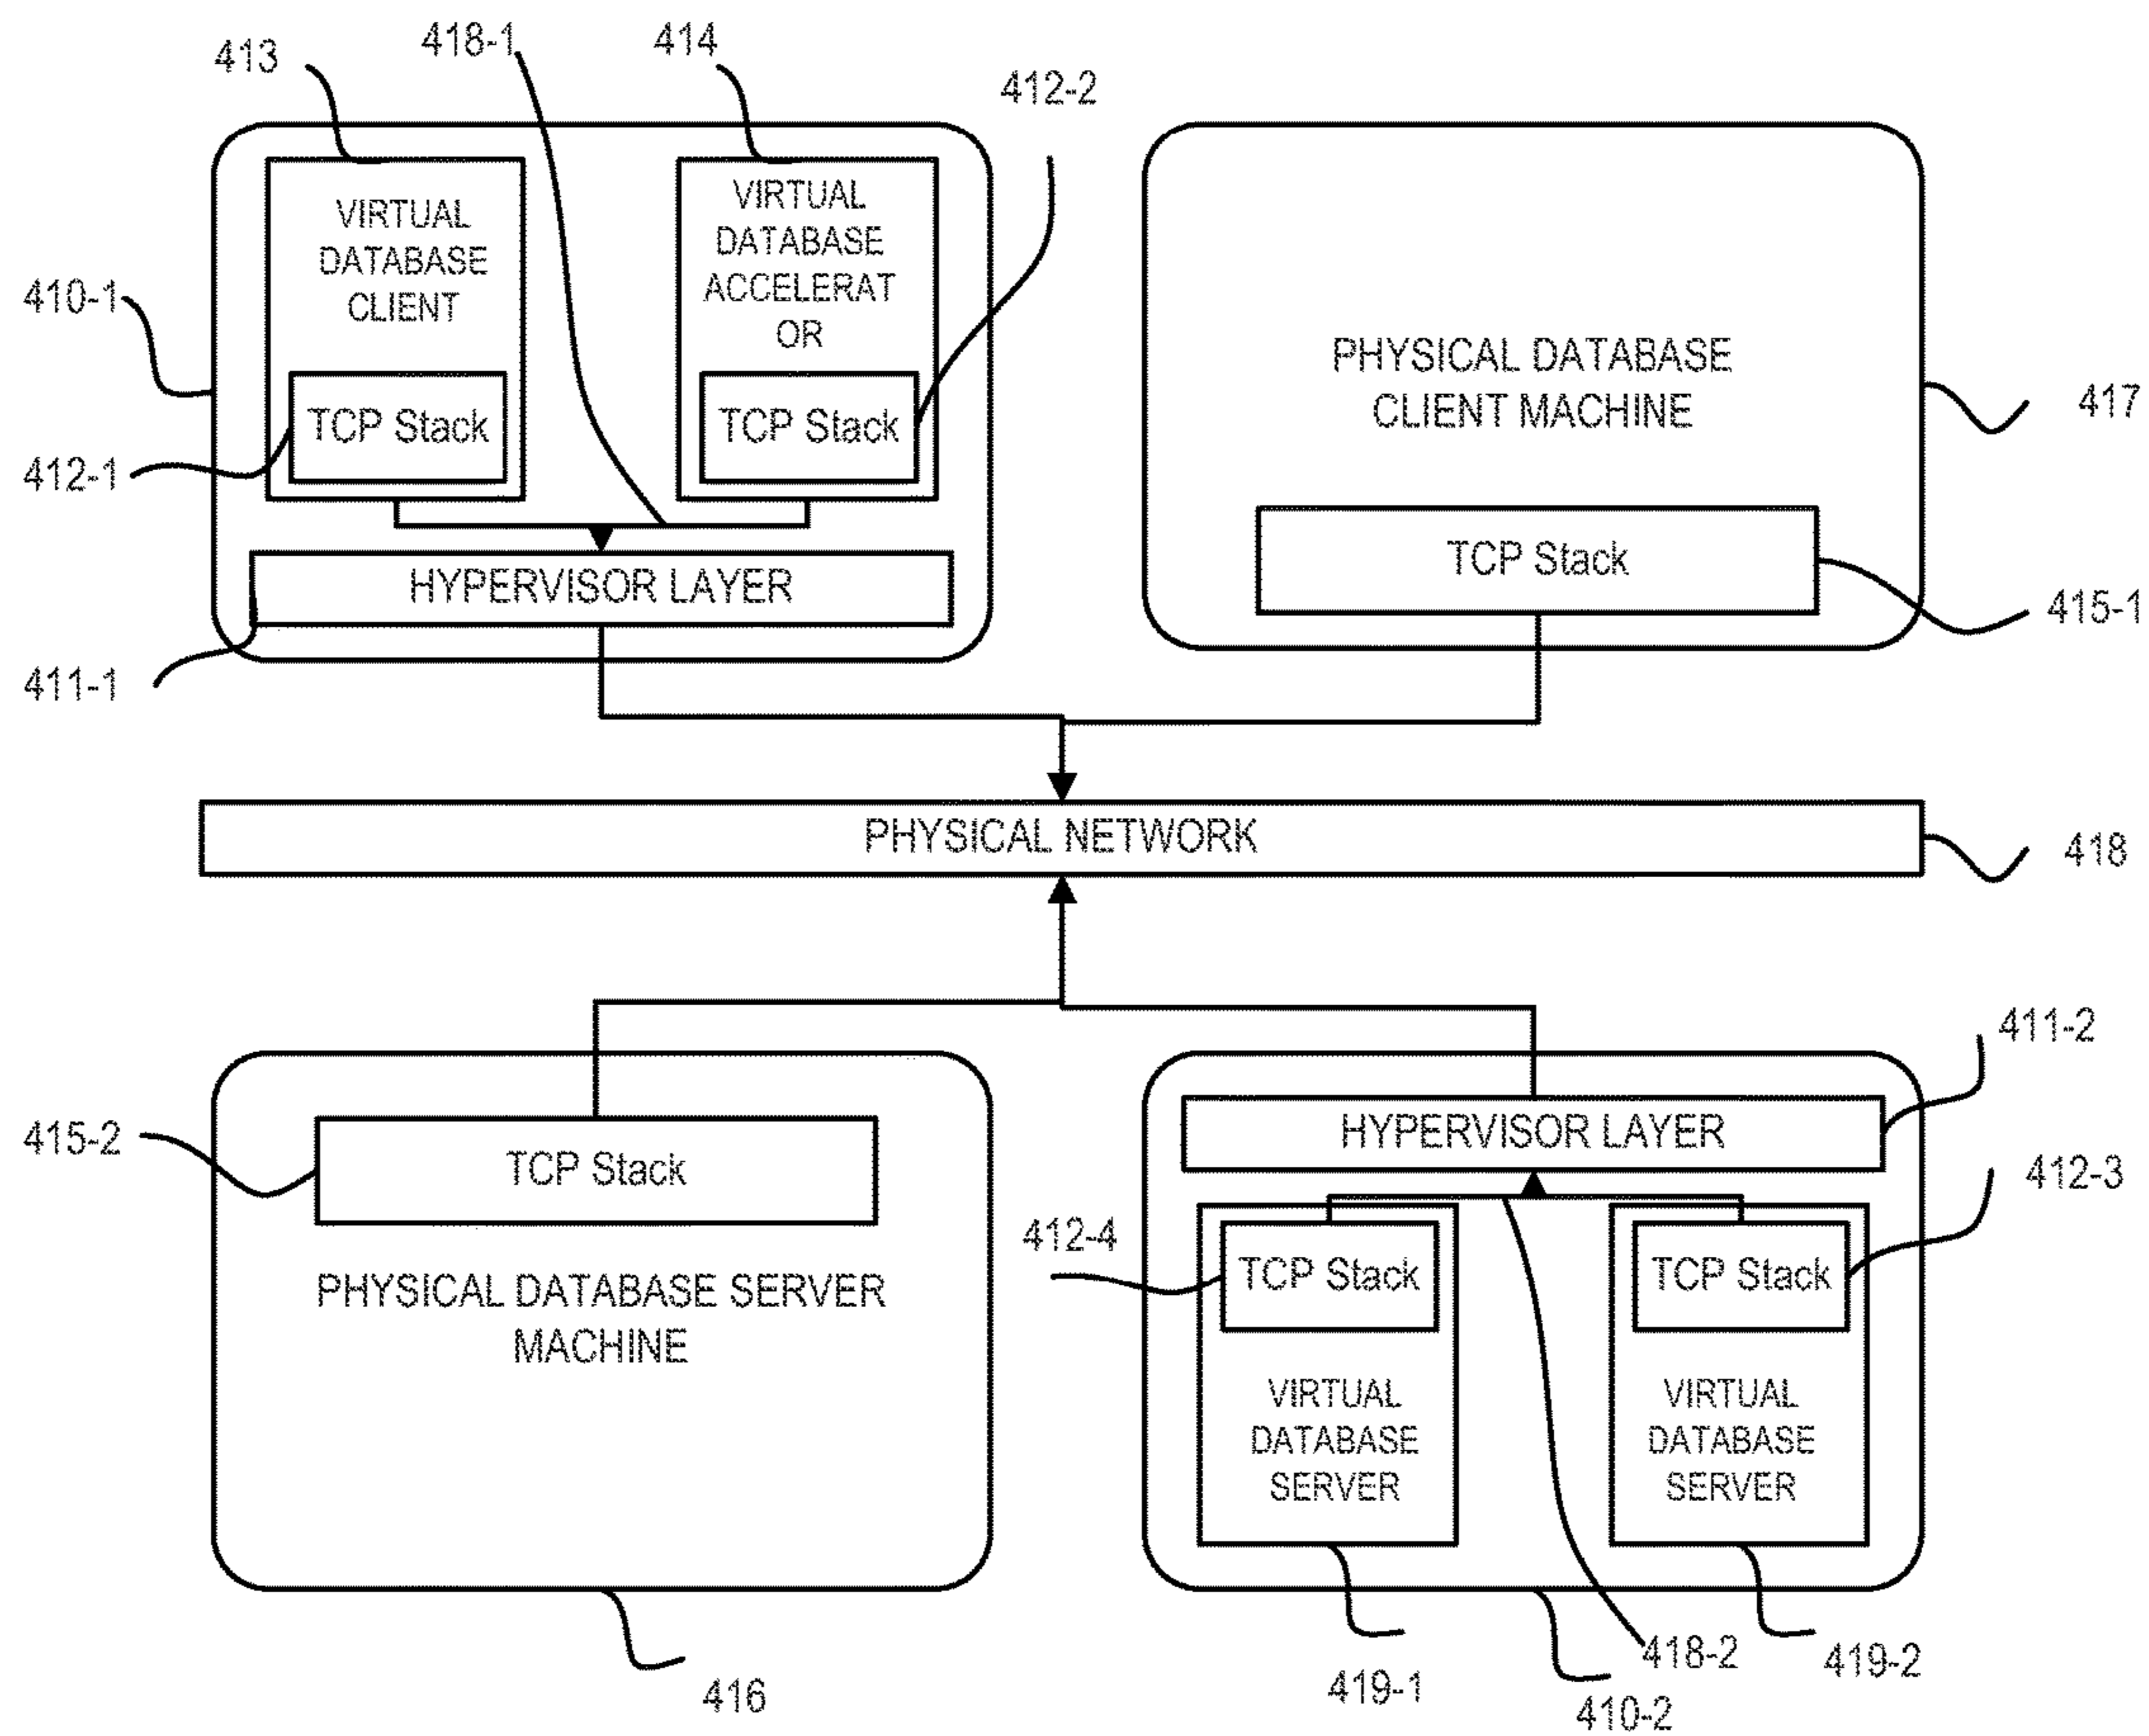 413
418-1
414
412-2
VIRTUAL
DATABASE
CLIENT
VIRTUAL
DATABASE
ACCELERAT
OR
410-1
PHYSICAL DATABASE
CLIENT MACHINE
417
TCP Stack
TCP Stack
412-1
TCP Stack
HYPERVISOR LAYER
415-1
411-1
PHYSICAL NETWORK
418
411-2
415-2
TCP Stack
HYPERVISOR LAYER
412-3
412-4
TCP Stack
TCP Stack
PHYSICAL DATABASE SERVER
MACHINE
VIRTUAL
DATABASE
SERVER
VIRTUAL
DATABASE
SERVER
416
419-1
410-2
418-2
419-2